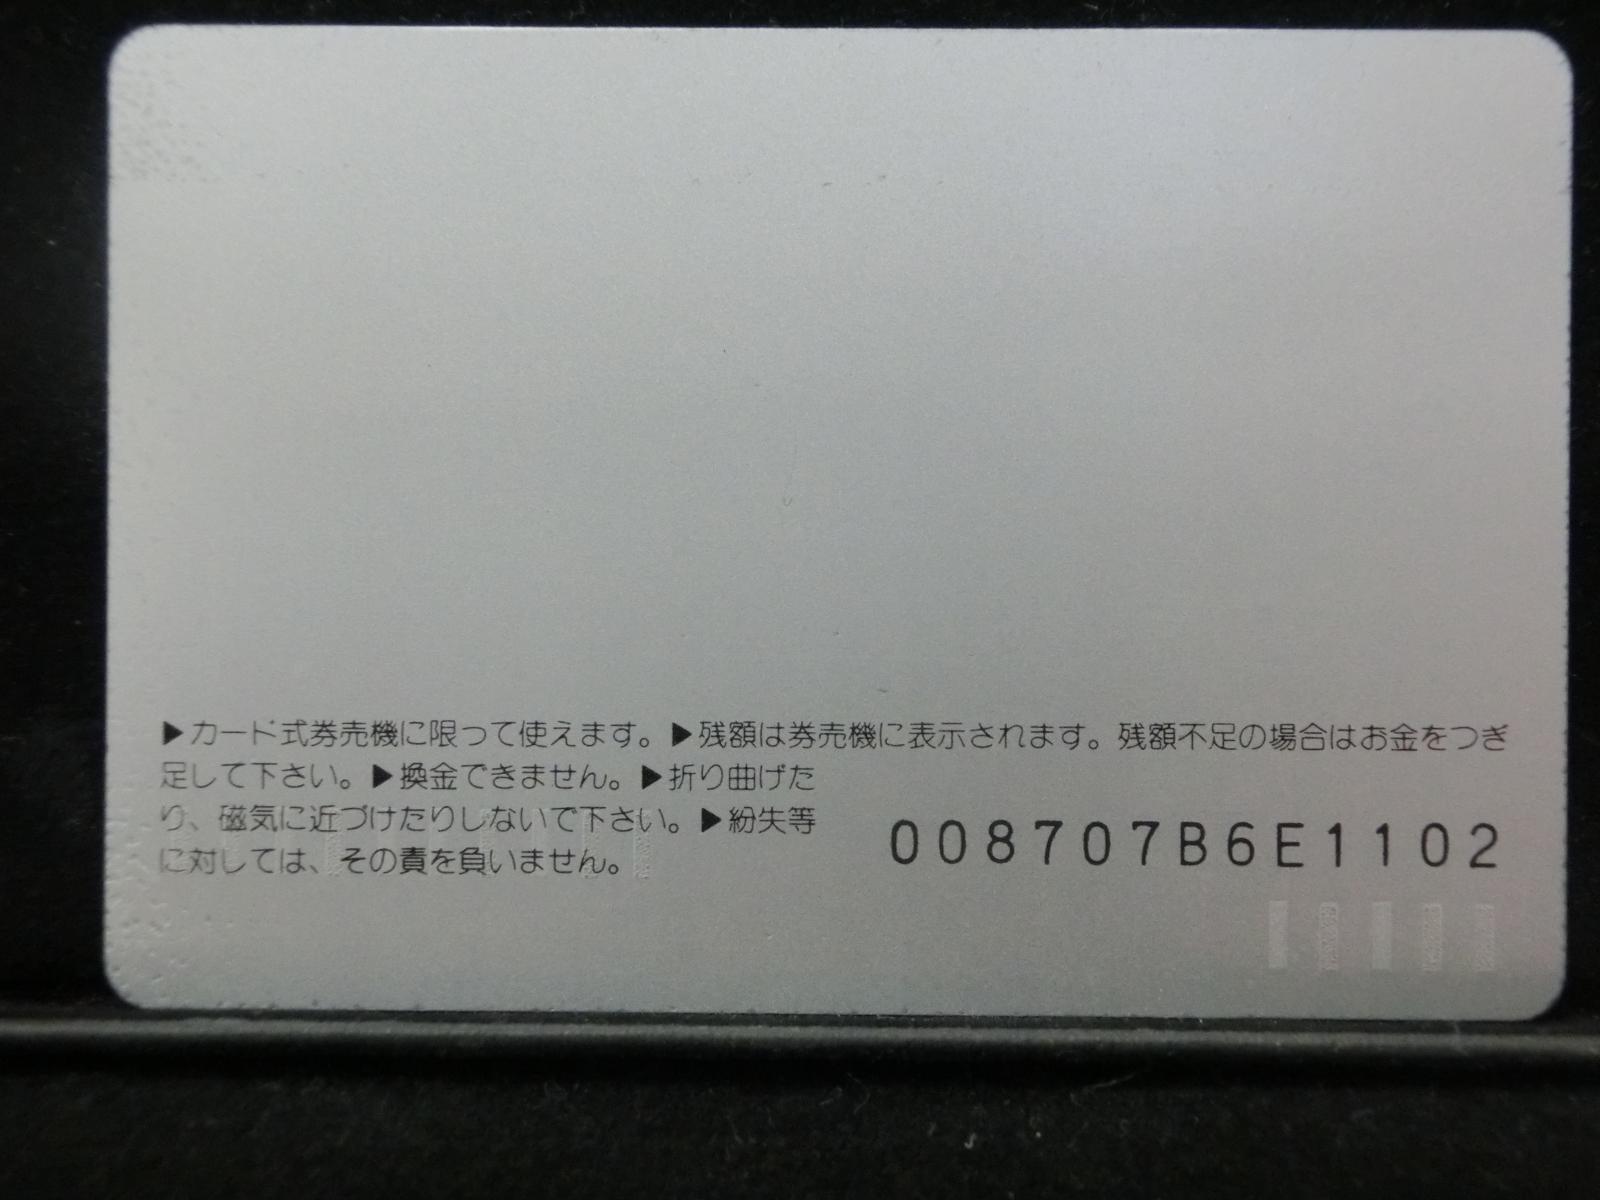 ▶カード式券売機に限って使えます。▶残額は券売機に表示されます。残額不足の場合はお金をつぎ
足して下さい。▶換金できません。▶折り曲げた
り、磁気に近づけたりしないで下さい。▶紛失等
に対しては、その責を負いません。
008707B6E1102